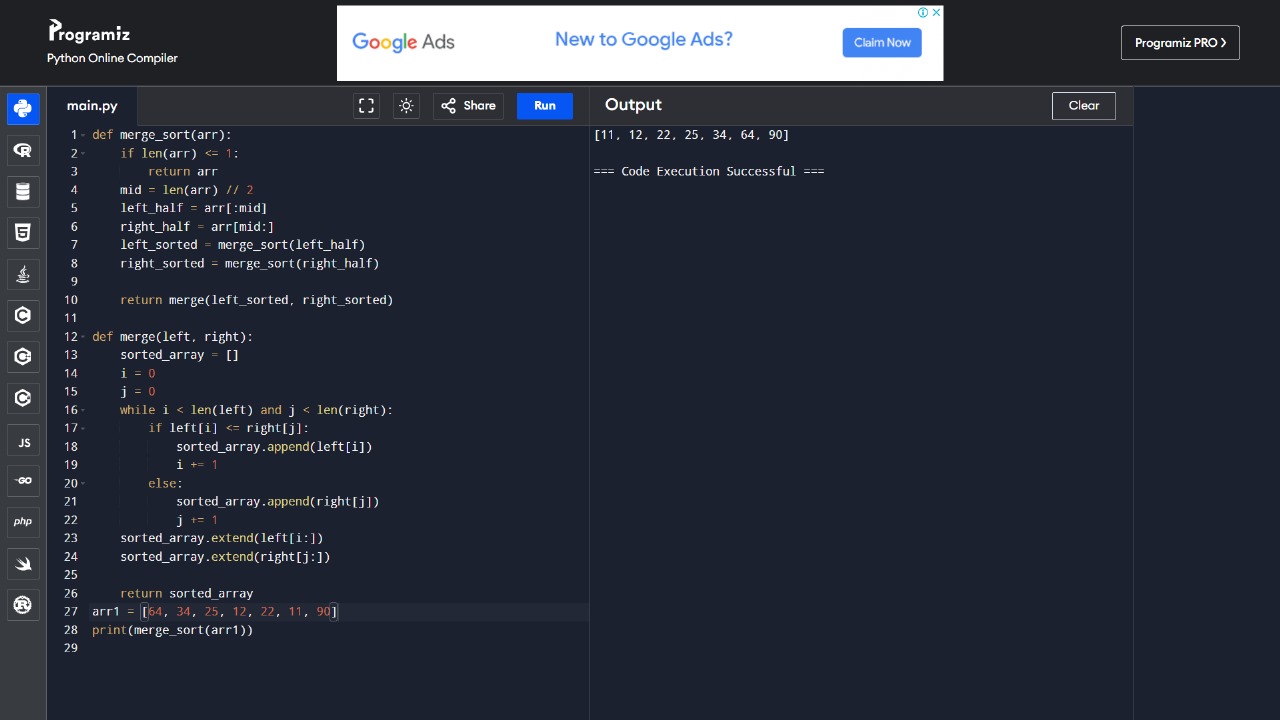 Programiz
Python Online Compiler
Google Ads
New to Google Ads?
Claim Now
Programiz PRO >
main.py
Share
Run
Output
Clear
1 def merge_sort(arr):
2     if len(arr) <= 1:
3         return arr
4     mid = len(arr) // 2
5     left_half = arr[:mid]
6     right_half = arr[mid:]
7     left_sorted = merge_sort(left_half)
8     right_sorted = merge_sort(right_half)
9
10     return merge(left_sorted, right_sorted)
11
12 def merge(left, right):
13     sorted_array = []
14     i = 0
15     j = 0
16     while i < len(left) and j < len(right):
17         if left[i] <= right[j]:
18             sorted_array.append(left[i])
19             i += 1
20         else:
21             sorted_array.append(right[j])
22             j += 1
23     sorted_array.extend(left[i:])
24     sorted_array.extend(right[j:])
25
26     return sorted_array
27 arr1 = [64, 34, 25, 12, 22, 11, 90]
28 print(merge_sort(arr1))
29
[11, 12, 22, 25, 34, 64, 90]
=== Code Execution Successful ===
R
5
C
C
C
JS
GO
php
R